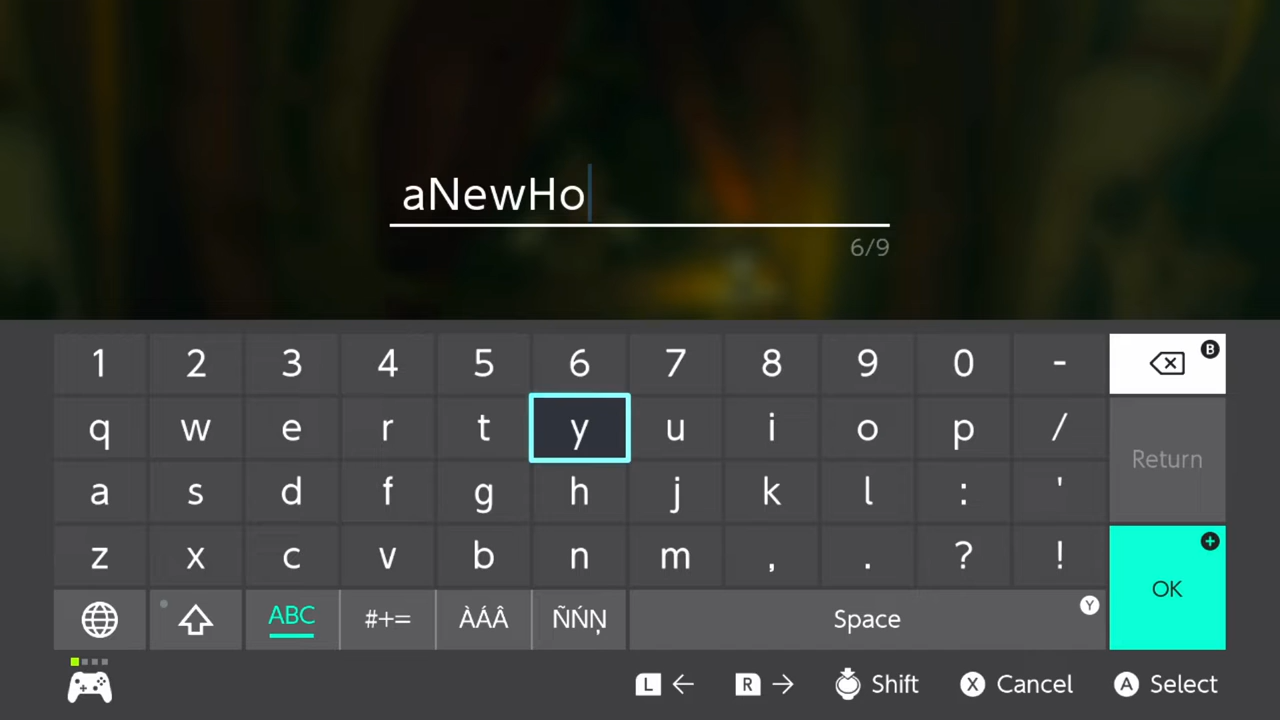 aNewHo
6/9
1 2 3 4 5 6 7 8 9 0 - B
q w e r t y u i o p / Return
a s d f g h j k l : '
z x c v b n m , . ? ! + OK
ABC #+= ÀÁÂ ÑŃŅ Space Y
L ← R → Shift X Cancel A Select